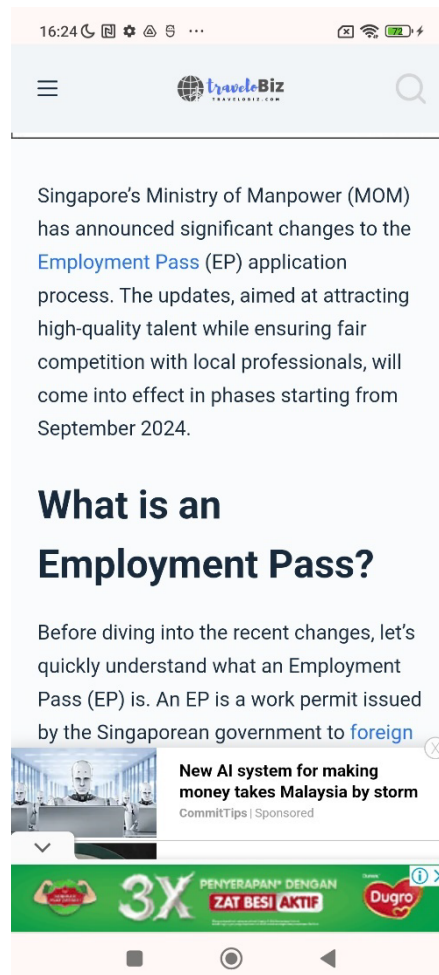 16:24
72
traveloBiz
TRAVELOBIZ.COM
Singapore's Ministry of Manpower (MOM)
has announced significant changes to the
Employment Pass (EP) application
process. The updates, aimed at attracting
high-quality talent while ensuring fair
competition with local professionals, will
come into effect in phases starting from
September 2024.
What is an
Employment Pass?
Before diving into the recent changes, let's
quickly understand what an Employment
Pass (EP) is. An EP is a work permit issued
by the Singaporean government to foreign
New AI system for making
money takes Malaysia by storm
CommitTips | Sponsored
3X
PENYERAPAN* DENGAN
ZAT BESI AKTIF
Dugro